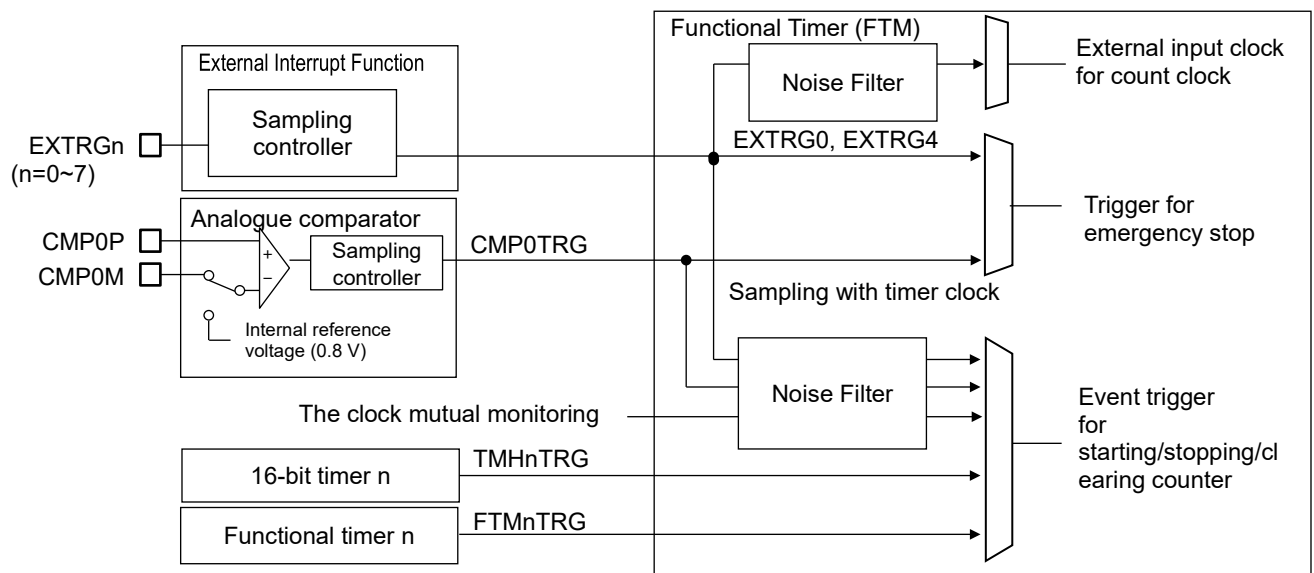 Functional Timer (FTM)
External Interrupt Function
Noise Filter
External input clock
for count clock
Sampling
controller
EXTRGn
(n=0~7)
EXTRG0, EXTRG4
Trigger for
emergency stop
Analogue comparator
CMP0P
CMP0M
+
−
Sampling
controller
CMP0TRG
Internal reference
voltage (0.8 V)
Sampling with timer clock
Noise Filter
The clock mutual monitoring
Event trigger
for
starting/stopping/cl
earing counter
16-bit timer n
TMHnTRG
Functional timer n
FTMnTRG